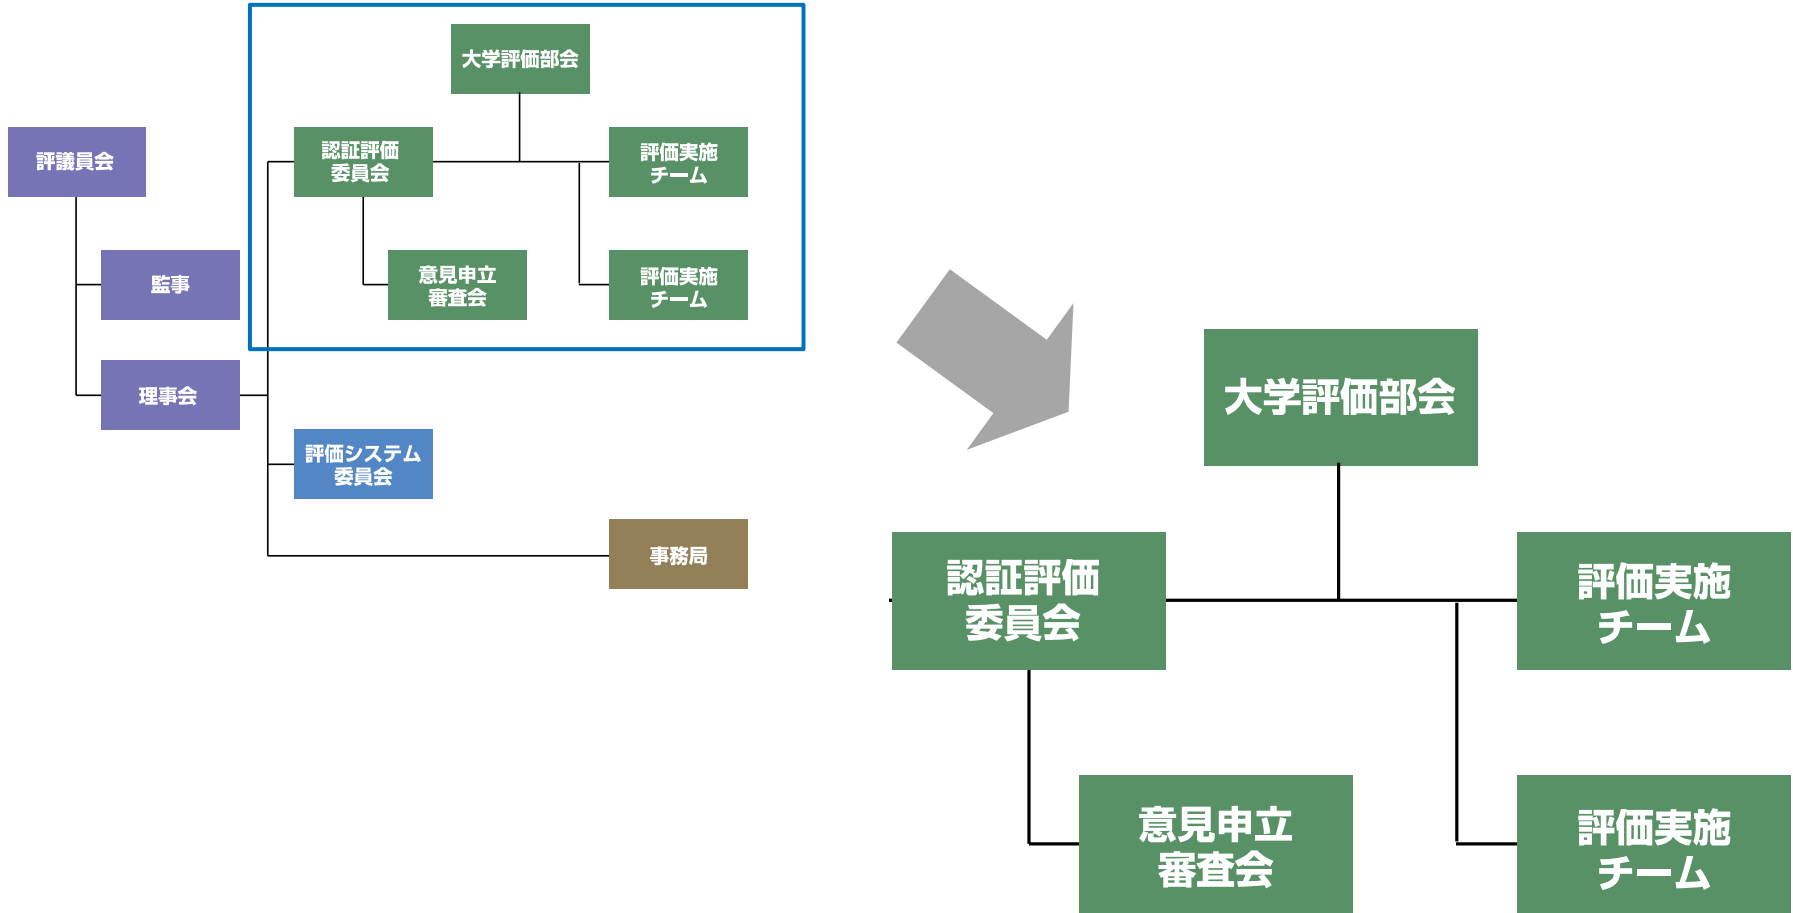 大学評価部会
評議員会
認証評価
委員会
評価実施
チーム
監事
意見申立
審査会
評価実施
チーム
理事会
評価システム
委員会
事務局
大学評価部会
認証評価
委員会
評価実施
チーム
意見申立
審査会
評価実施
チーム